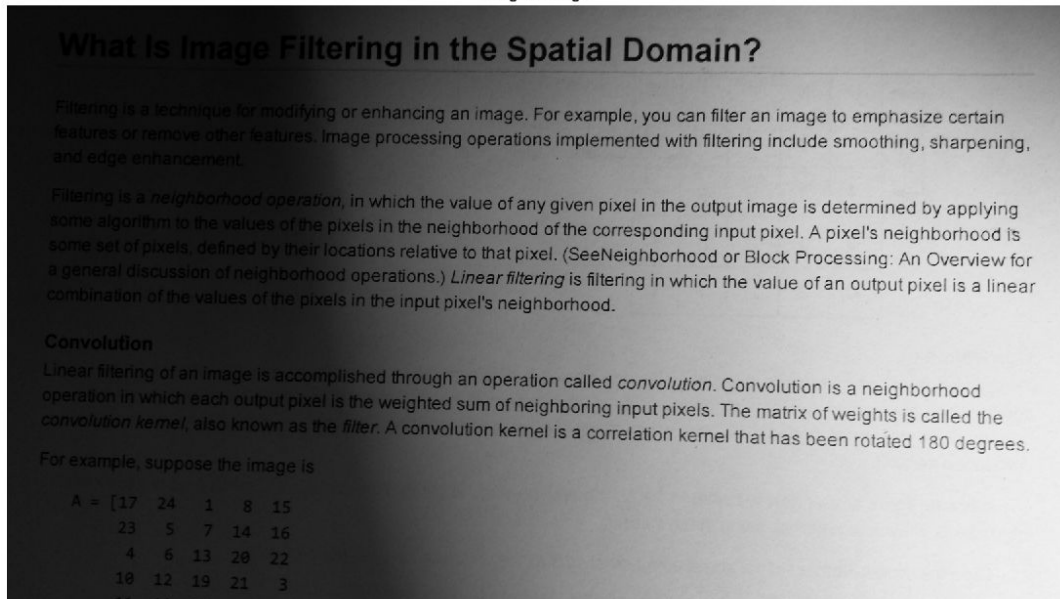 What Is Image Filtering in the Spatial Domain?
Filtering is a technique for modifying or enhancing an image. For example, you can filter an image to emphasize certain
features or remove other features. Image processing operations implemented with filtering include smoothing, sharpening,
and edge enhancement.
Filtering is a neighborhood operation, in which the value of any given pixel in the output image is determined by applying
some algorithm to the values of the pixels in the neighborhood of the corresponding input pixel. A pixel's neighborhood is
some set of pixels, defined by their locations relative to that pixel. (SeeNeighborhood or Block Processing: An Overview for
a general discussion of neighborhood operations.) Linear filtering is filtering in which the value of an output pixel is a linear
combination of the values of the pixels in the input pixel's neighborhood.
Convolution
Linear filtering of an image is accomplished through an operation called convolution. Convolution is a neighborhood
operation in which each output pixel is the weighted sum of neighboring input pixels. The matrix of weights is called the
convolution kernel, also known as the filter. A convolution kernel is a correlation kernel that has been rotated 180 degrees.
For example, suppose the image is
A = [17 24 1 8 15
23 5 7 14 16
4 6 13 20 22
10 12 19 21 3